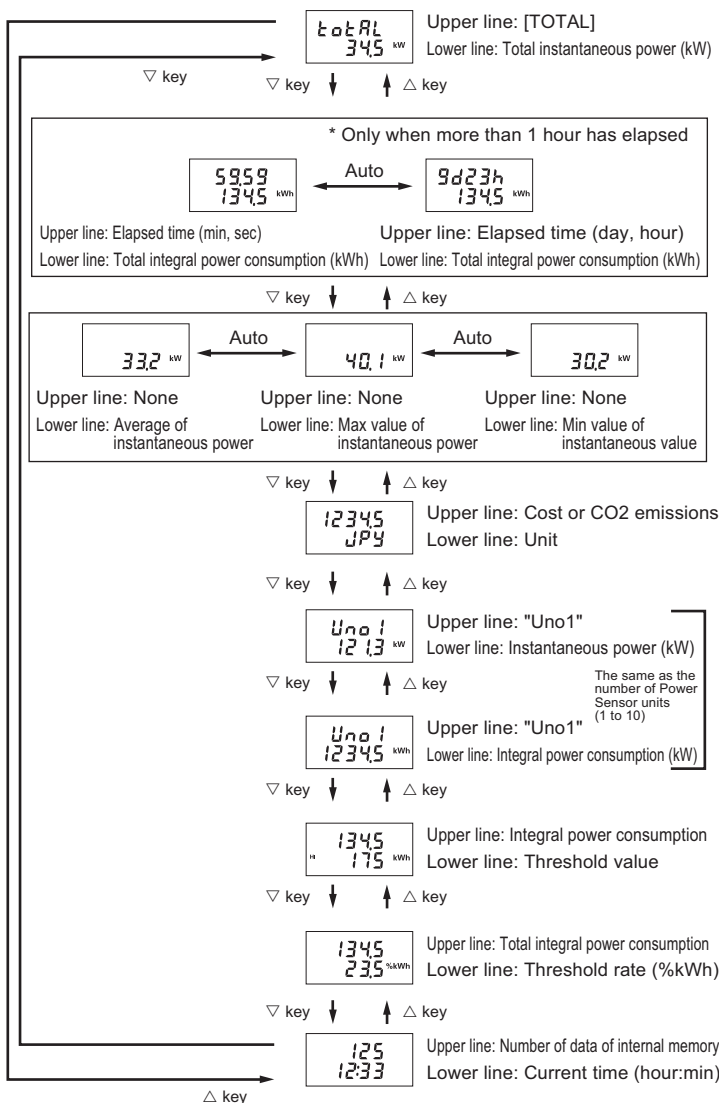 totAL
34.5 kW
Upper line: [TOTAL]
Lower line: Total instantaneous power (kW)
▽ key
▽ key
△ key
* Only when more than 1 hour has elapsed
59.59
134.5 kWh
Auto
9d23h
134.5 kWh
Upper line: Elapsed time (min, sec)
Lower line: Total integral power consumption (kWh)
Upper line: Elapsed time (day, hour)
Lower line: Total integral power consumption (kWh)
▽ key
△ key
33.2 kW
Auto
40.1 kW
Auto
30.2 kW
Upper line: None
Lower line: Average of
instantaneous power
Upper line: None
Lower line: Max value of
instantaneous power
Upper line: None
Lower line: Min value of
instantaneous value
▽ key
△ key
1234.5
JPY
Upper line: Cost or CO2 emissions
Lower line: Unit
▽ key
△ key
Uno1
121.3 kW
Upper line: "Uno1"
Lower line: Instantaneous power (kW)
▽ key
△ key
The same as the
number of Power
Sensor units
(1 to 10)
Uno1
1234.5 kWh
Upper line: "Uno1"
Lower line: Integral power consumption (kW)
▽ key
△ key
134.5
HI 175 kWh
Upper line: Integral power consumption
Lower line: Threshold value
▽ key
△ key
134.5
23.5 %kWh
Upper line: Total integral power consumption
Lower line: Threshold rate (%kWh)
▽ key
△ key
125
12:33
Upper line: Number of data of internal memory
Lower line: Current time (hour:min)
△ key